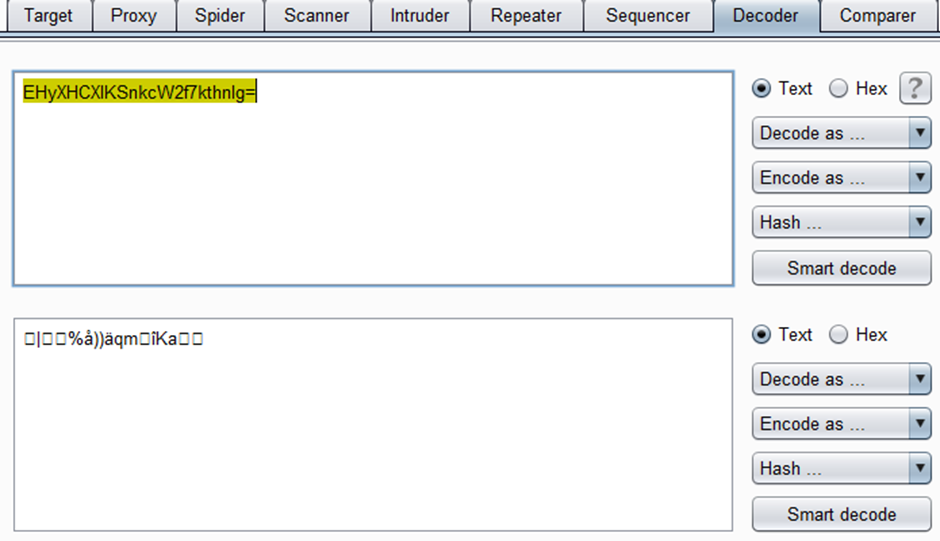 Target Proxy Spider Scanner Intruder Repeater Sequencer Decoder Comparer
EHyXHCXlKSnkcW2f7kthnlg=
Text Hex ?
Decode as ...
Encode as ...
Hash ...
Smart decode
□|□□%å))äqm□îKa□□
Text Hex
Decode as ...
Encode as ...
Hash ...
Smart decode